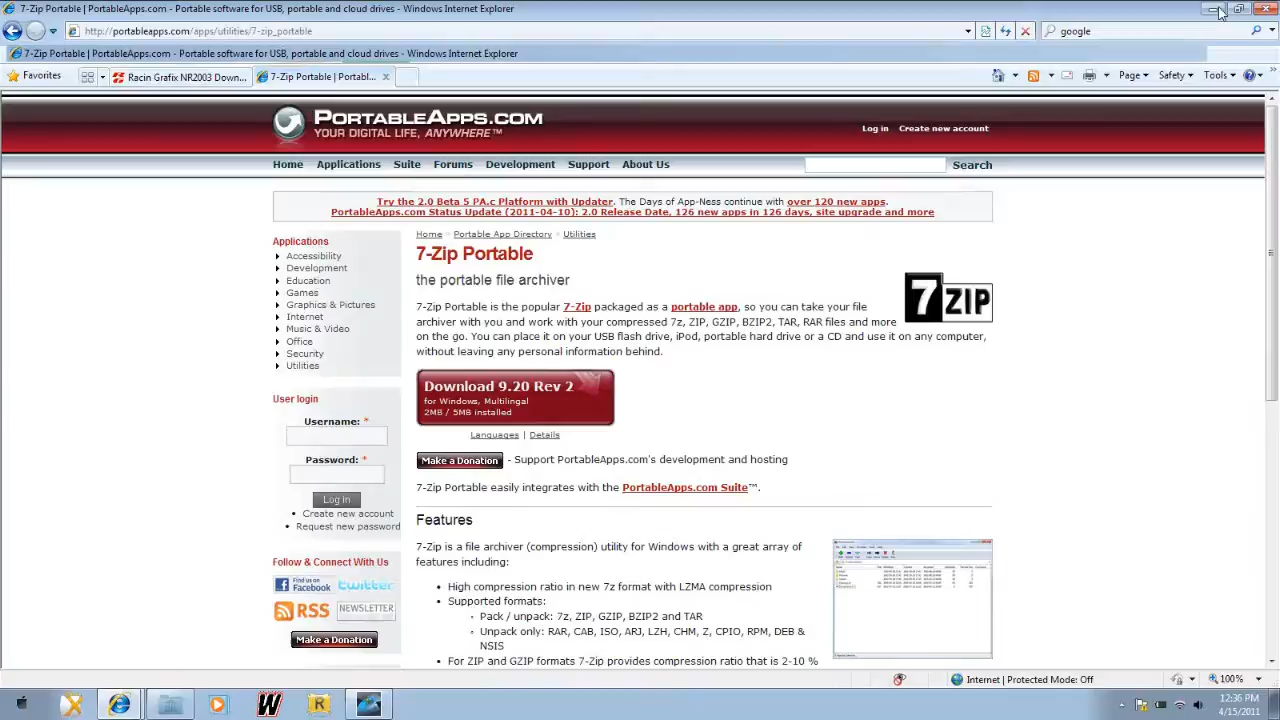 7-Zip Portable | PortableApps.com - Portable software for USB, portable and cloud drives - Windows Internet Explorer
http://portableapps.com/apps/utilities/7-zip_portable
google
7-Zip Portable | PortableApps.com - Portable software for USB, portable and cloud drives - Windows Internet Explorer
Favorites
Racin Grafix NR2003 Down...
7-Zip Portable | Portabl...
Page
Safety
Tools
PORTABLEAPPS.COM
YOUR DIGITAL LIFE, ANYWHERE™
Log in Create new account
Home Applications Suite Forums Development Support About Us
Search
Try the 2.0 Beta 5 PA.c Platform with Updater. The Days of App-Ness continue with over 120 new apps.
PortableApps.com Status Update (2011-04-10): 2.0 Release Date, 126 new apps in 126 days, site upgrade and more
Applications
Accessibility
Development
Education
Games
Graphics & Pictures
Internet
Music & Video
Office
Security
Utilities
User login
Username: *
Password: *
Log in
• Create new account
• Request new password
Follow & Connect With Us
Find us on Facebook
twitter
RSS
NEWSLETTER
Make a Donation
Home » Portable App Directory » Utilities
7-Zip Portable
the portable file archiver
7ZIP
7-Zip Portable is the popular 7-Zip packaged as a portable app, so you can take your file
archiver with you and work with your compressed 7z, ZIP, GZIP, BZIP2, TAR, RAR files and more
on the go. You can place it on your USB flash drive, iPod, portable hard drive or a CD and use it on any computer,
without leaving any personal information behind.
Download 9.20 Rev 2
for Windows, Multilingal
2MB / 5MB installed
Languages | Details
Make a Donation - Support PortableApps.com's development and hosting
7-Zip Portable easily integrates with the PortableApps.com Suite™.
Features
7-Zip is a file archiver (compression) utility for Windows with a great array of
features including:
• High compression ratio in new 7z format with LZMA compression
• Supported formats:
Pack / unpack: 7z, ZIP, GZIP, BZIP2 and TAR
Unpack only: RAR, CAB, ISO, ARJ, LZH, CHM, Z, CPIO, RPM, DEB &
NSIS
• For ZIP and GZIP formats 7-Zip provides compression ratio that is 2-10 %
Internet | Protected Mode: Off
100%
12:36 PM
4/15/2011